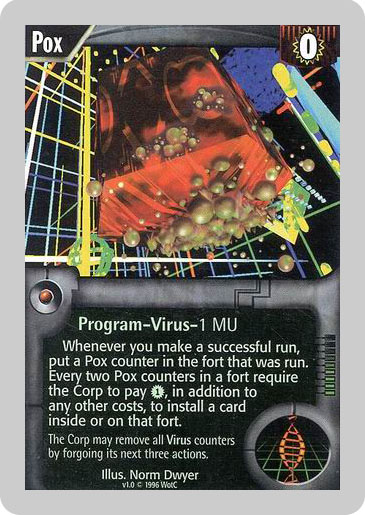 Pox
0
Program-Virus-1 MU
Whenever you make a successful run,
put a Pox counter in the fort that was run.
Every two Pox counters in a fort require
the Corp to pay 1, in addition to
any other costs, to install a card
inside or on that fort.
The Corp may remove all Virus counters
by forgoing its next three actions.
Illus. Norm Dwyer
v1.0 © 1996 WotC